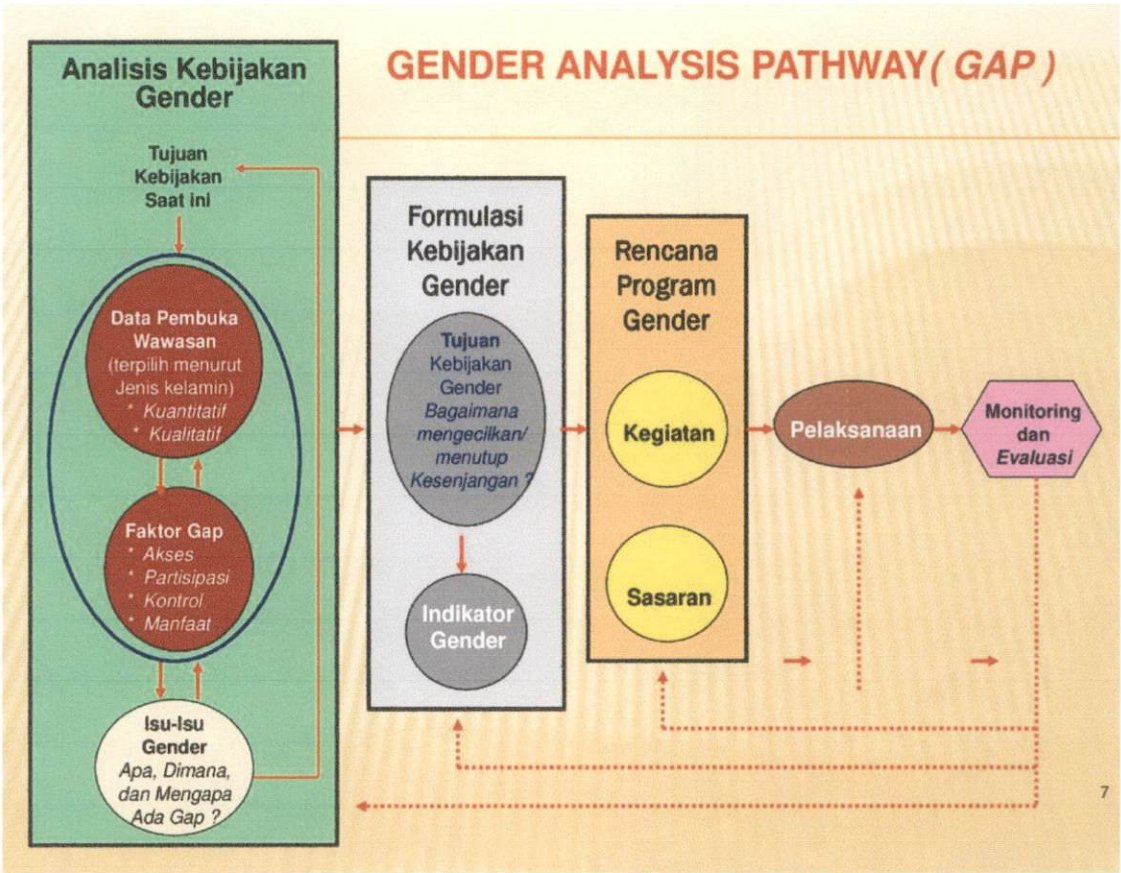 GENDER ANALYSIS PATHWAY( GAP )
Analisis Kebijakan
Gender
Tujuan
Kebijakan
Saat ini
Data Pembuka
Wawasan
(terpilih menurut
Jenis kelamin)
* Kuantitatif
* Kualitatif
Faktor Gap
* Akses
* Partisipasi
* Kontrol
* Manfaat
Isu-Isu
Gender
Apa, Dimana,
dan Mengapa
Ada Gap ?
Formulasi
Kebijakan
Gender
Tujuan
Kebijakan
Gender
Bagaimana
mengecilkan/
menutup
Kesenjangan ?
Indikator
Gender
Rencana
Program
Gender
Kegiatan
Sasaran
Pelaksanaan
Monitoring
dan
Evaluasi
7